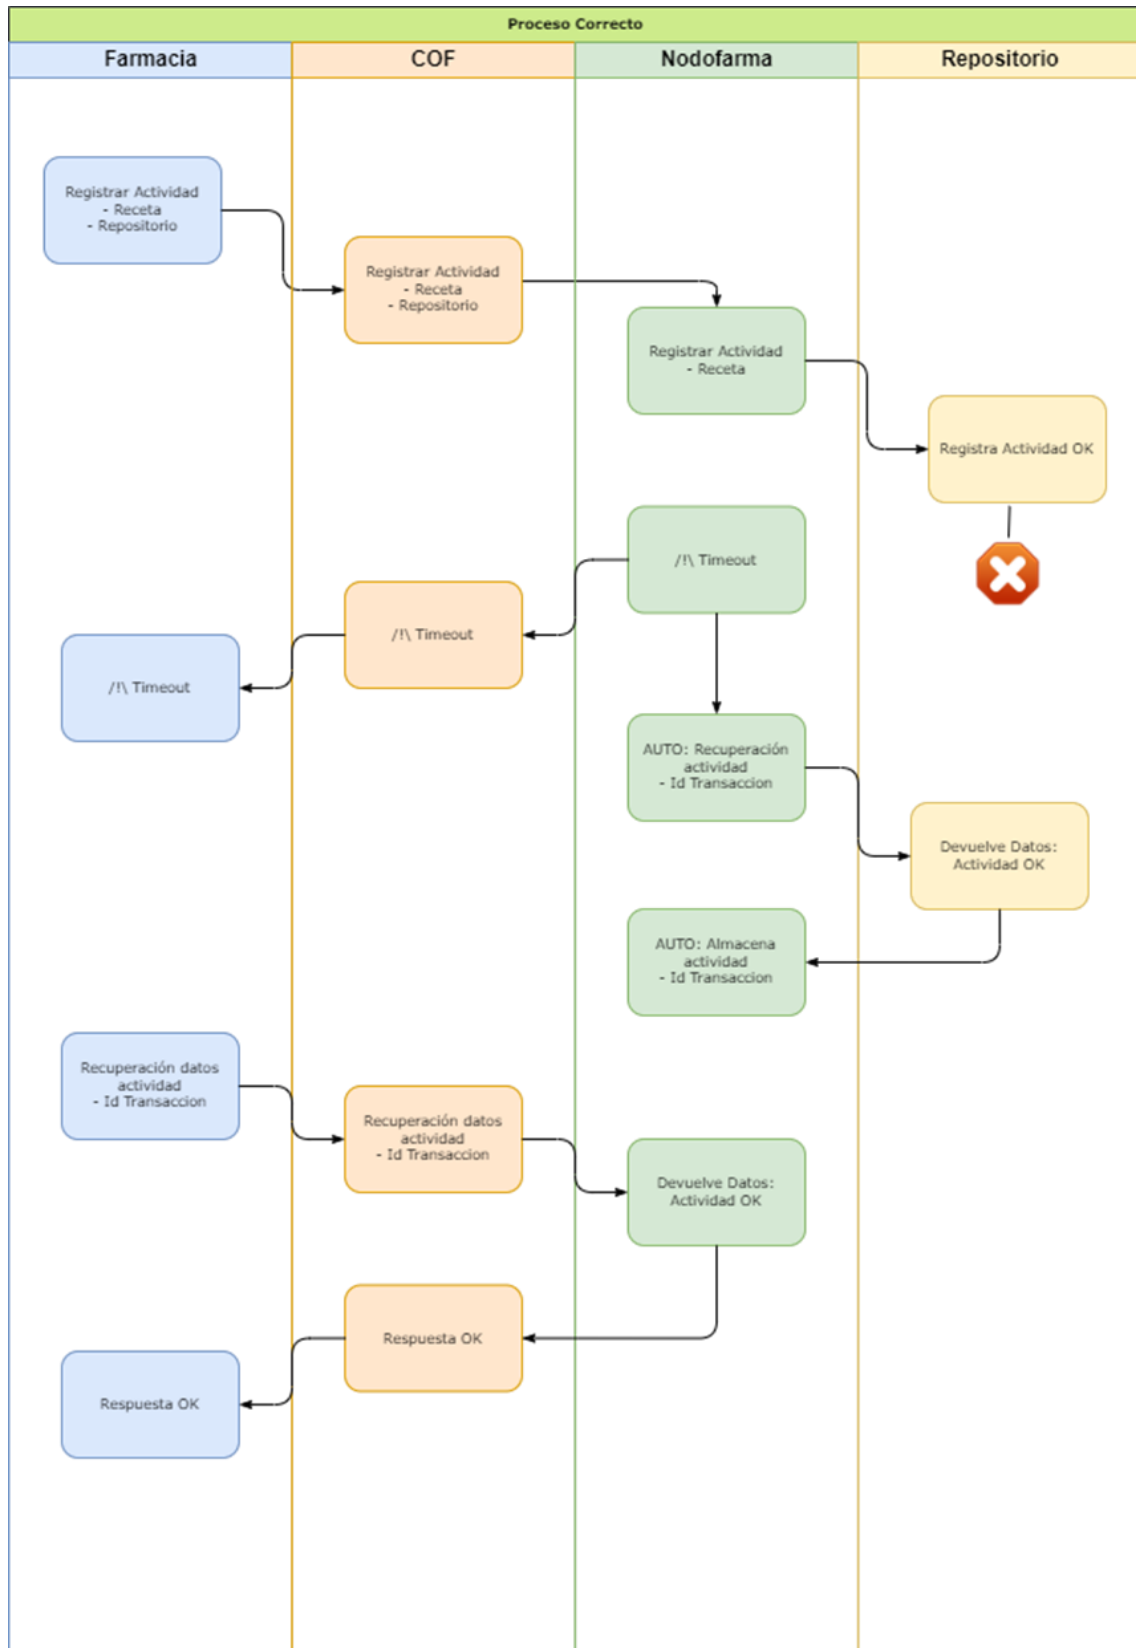 Proceso Correcto
Farmacia
COF
Nodofarma
Repositorio
Registrar Actividad
- Receta
- Repositorio
Registrar Actividad
- Receta
- Repositorio
Registrar Actividad
- Receta
Registra Actividad OK
/!\ Timeout
/!\ Timeout
/!\ Timeout
AUTO: Recuperación
actividad
- Id Transaccion
Devuelve Datos:
Actividad OK
AUTO: Almacena
actividad
- Id Transaccion
Recuperación datos
actividad
- Id Transaccion
Recuperación datos
actividad
- Id Transaccion
Devuelve Datos:
Actividad OK
Respuesta OK
Respuesta OK